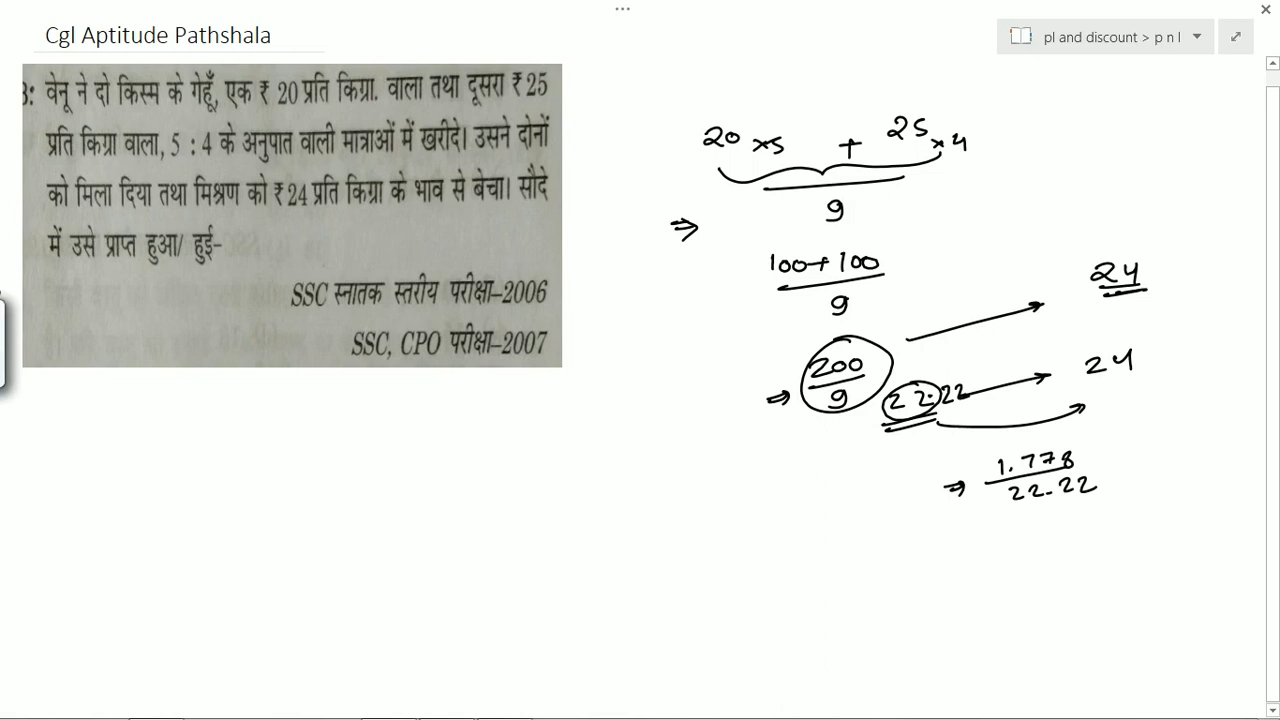 Cgl Aptitude Pathshala
pl and discount > p n l
3: वेनू ने दो किस्म के गेहूँ, एक ₹ 20 प्रति किग्रा. वाला तथा दूसरा ₹ 25
प्रति किग्रा वाला, 5 : 4 के अनुपात वाली मात्राओं में खरीदे। उसने दोनों
को मिला दिया तथा मिश्रण को ₹ 24 प्रति किग्रा के भाव से बेचा। सौदे
में उसे प्राप्त हुआ/ हुई-
SSC स्नातक स्तरीय परीक्षा-2006
SSC, CPO परीक्षा-2007
20 ×5 + 25 ×4
9
⇒
100+100
9
24
⇒ 200
9
22.22
24
⇒ 1.778
22.22